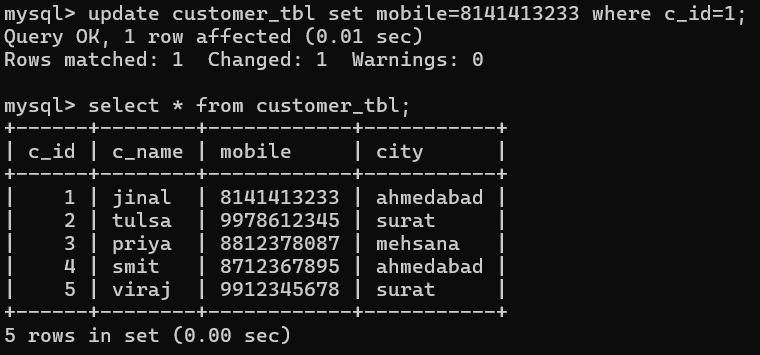 mysql> update customer_tbl set mobile=8141413233 where c_id=1;
Query OK, 1 row affected (0.01 sec)
Rows matched: 1  Changed: 1  Warnings: 0

mysql> select * from customer_tbl;
+------+--------+------------+-----------+
| c_id | c_name | mobile     | city      |
+------+--------+------------+-----------+
|    1 | jinal  | 8141413233 | ahmedabad |
|    2 | tulsa  | 9978612345 | surat     |
|    3 | priya  | 8812378087 | mehsana   |
|    4 | smit   | 8712367895 | ahmedabad |
|    5 | viraj  | 9912345678 | surat     |
+------+--------+------------+-----------+
5 rows in set (0.00 sec)